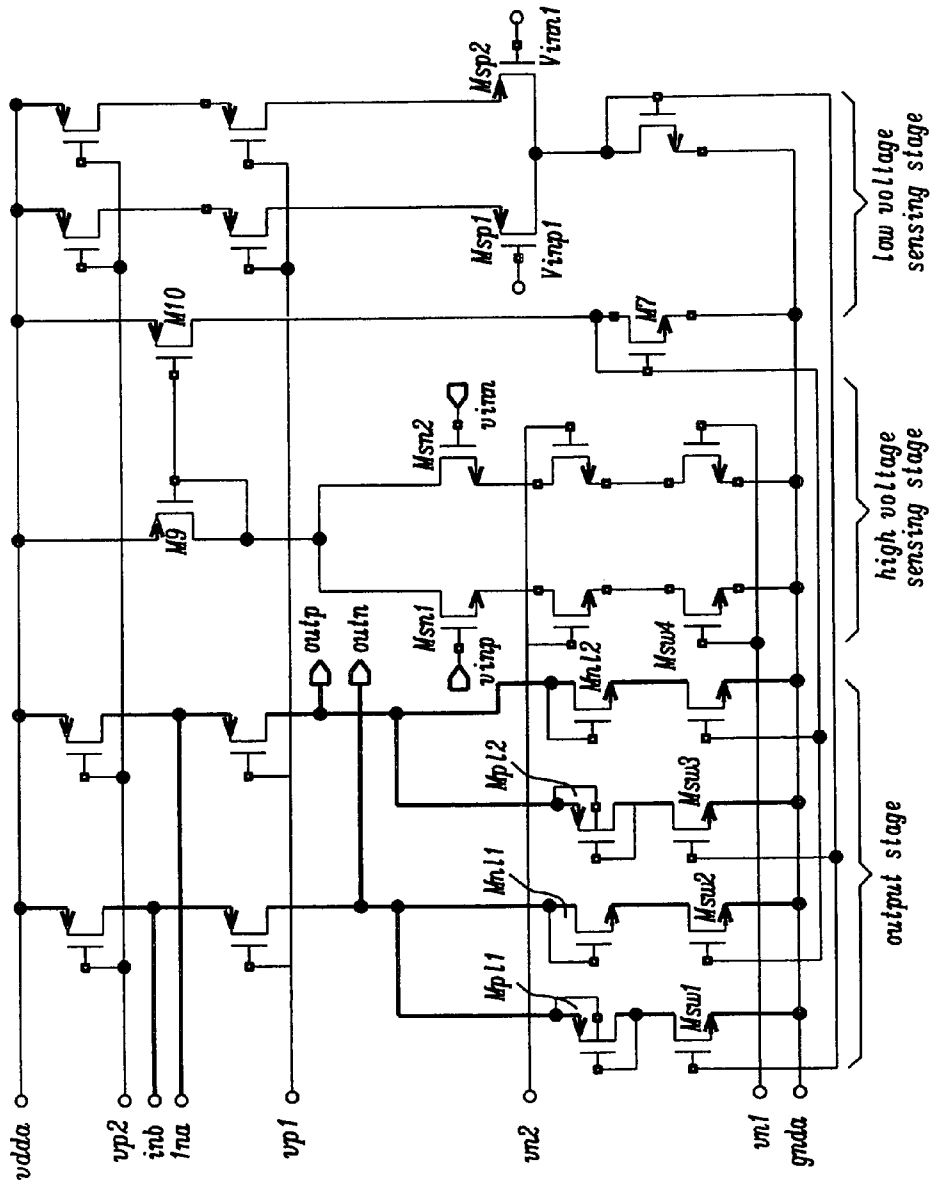 vdda
vp2
inb
1na
vp1
vn2
vn1
gnda
outp
outn
Mpl1
Mnl1
Mpl2
Mnl2
Msw1
Msw2
Msw3
Msw4
output stage
M9
M10
Msn1
vinp
Msn2
vinn
M7
high voltage
sensing stage
Msp1
Vinp1
Msp2
Vinn1
low voltage
sensing stage